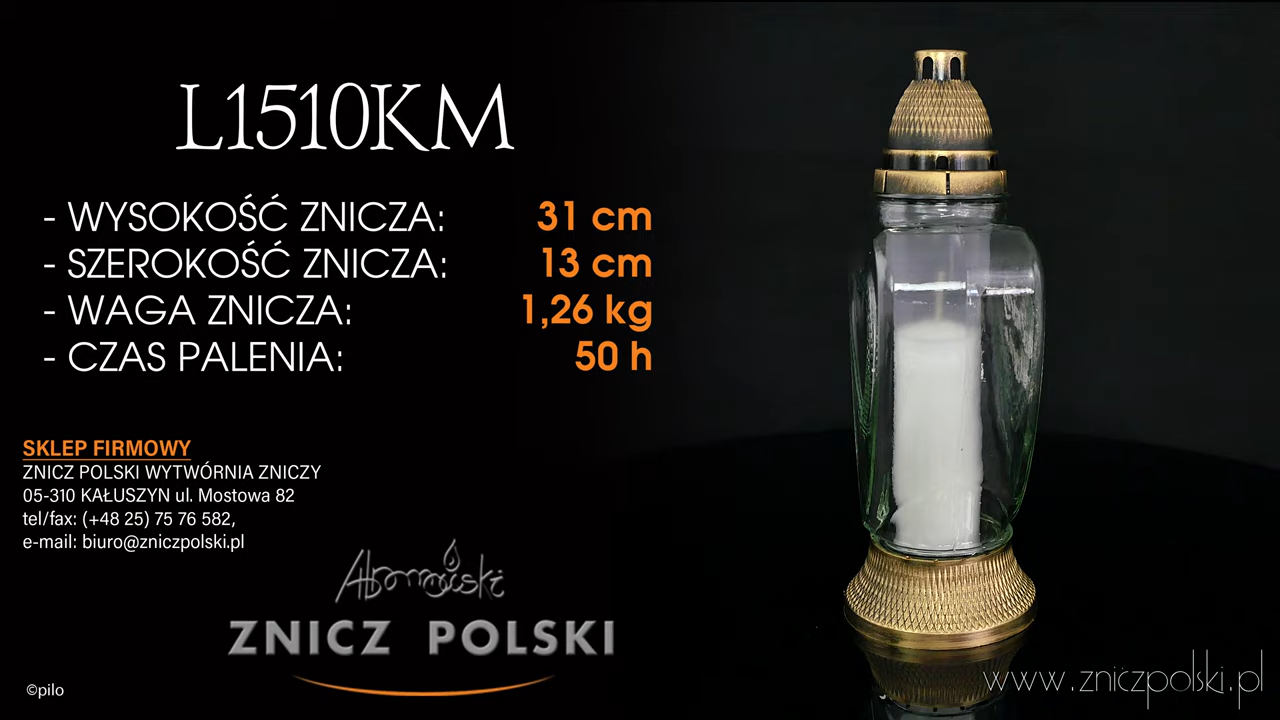 L1510KM
- WYSOKOŚĆ ZNICZA: 31 cm
- SZEROKOŚĆ ZNICZA: 13 cm
- WAGA ZNICZA: 1,26 kg
- CZAS PALENIA: 50 h
SKLEP FIRMOWY
ZNICZ POLSKI WYTWÓRNIA ZNICZY
05-310 KAŁUSZYN ul. Mostowa 82
tel/fax: (+48 25) 75 76 582,
e-mail: biuro@zniczpolski.pl
ZNICZ POLSKI
©pilo
www.zniczpolski.pl